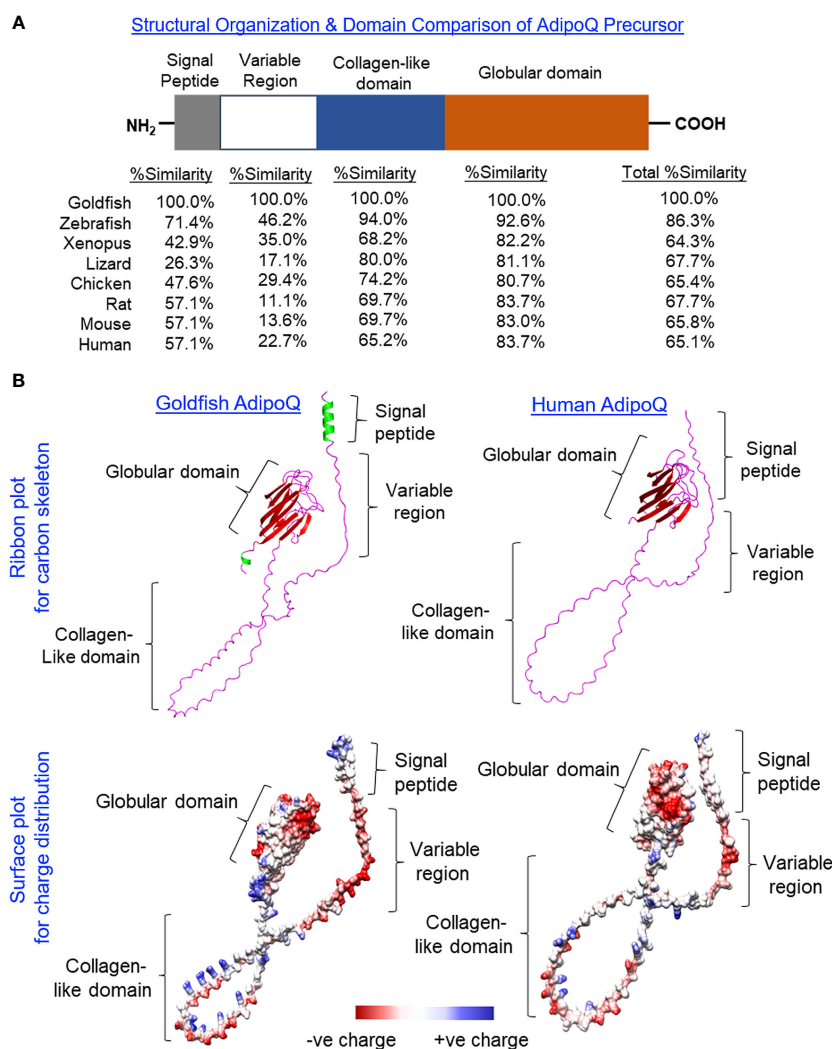 A
Structural Organization & Domain Comparison of AdipoQ Precursor
Signal Peptide
Variable Region
Collagen-like domain
Globular domain
NH2
COOH
%Similarity %Similarity %Similarity %Similarity Total %Similarity
Goldfish 100.0% 100.0% 100.0% 100.0% 100.0%
Zebrafish 71.4% 46.2% 94.0% 92.6% 86.3%
Xenopus 42.9% 35.0% 68.2% 82.2% 64.3%
Lizard 26.3% 17.1% 80.0% 81.1% 67.7%
Chicken 47.6% 29.4% 74.2% 80.7% 65.4%
Rat 57.1% 11.1% 69.7% 83.7% 67.7%
Mouse 57.1% 13.6% 69.7% 83.0% 65.8%
Human 57.1% 22.7% 65.2% 83.7% 65.1%
B
Ribbon plot
for carbon skeleton
Goldfish AdipoQ
Signal
peptide
Globular domain
Variable
region
Collagen-
Like domain
Human AdipoQ
Globular domain
Signal
peptide
Variable
region
Collagen-
like domain
Surface plot
for charge distribution
Signal
peptide
Globular domain
Variable
region
Collagen-
like domain
Globular domain
Signal
peptide
Variable
region
Collagen-
like domain
-ve charge +ve charge